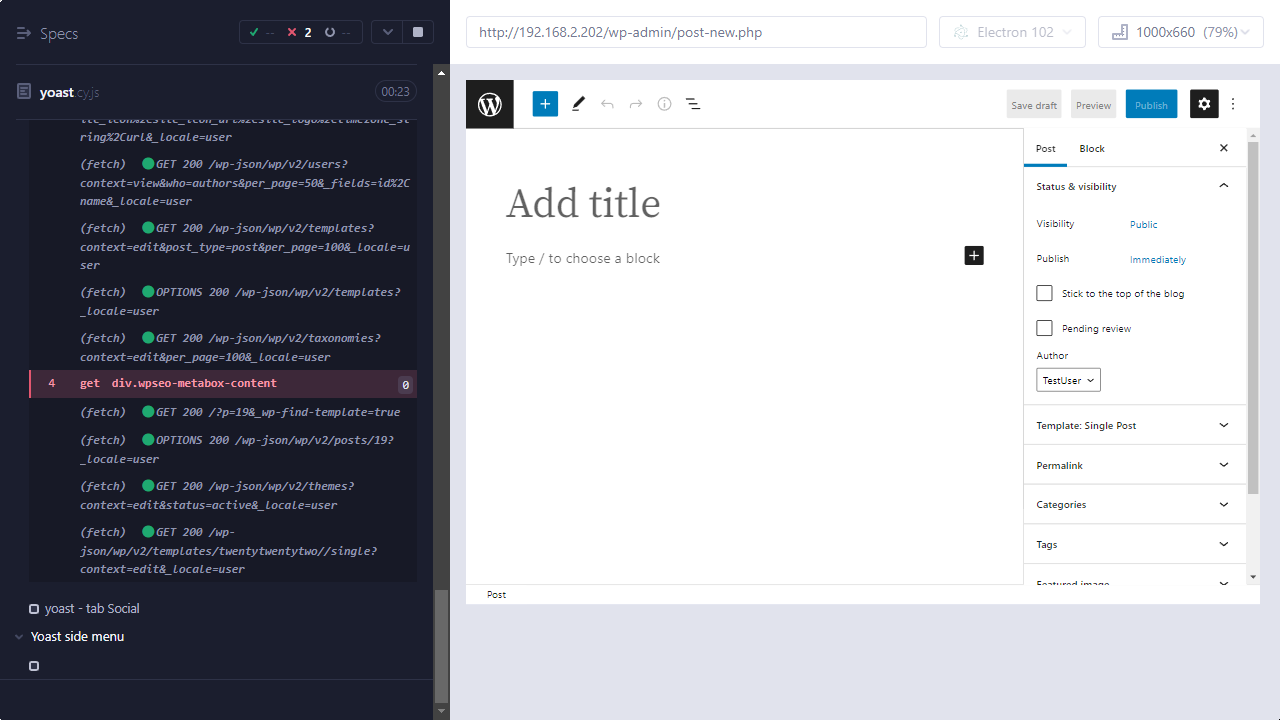 Specs
-- 2 --
yoast.cy.js 00:23
ring%2Curl&_locale=user
(fetch) GET 200 /wp-json/wp/v2/users?
context=view&who=authors&per_page=50&_fields=id%2C
name&_locale=user
(fetch) GET 200 /wp-json/wp/v2/templates?
context=edit&post_type=post&per_page=100&_locale=u
ser
(fetch) OPTIONS 200 /wp-json/wp/v2/templates?
_locale=user
(fetch) GET 200 /wp-json/wp/v2/taxonomies?
context=edit&per_page=100&_locale=user
4 get div.wpseo-metabox-content 0
(fetch) GET 200 /?p=19&_wp-find-template=true
(fetch) OPTIONS 200 /wp-json/wp/v2/posts/19?
_locale=user
(fetch) GET 200 /wp-json/wp/v2/themes?
context=edit&status=active&_locale=user
(fetch) GET 200 /wp-
json/wp/v2/templates/twentytwentytwo//single?
context=edit&_locale=user
yoast - tab Social
Yoast side menu
http://192.168.2.202/wp-admin/post-new.php
Electron 102
1000x660 (79%)
Save draft
Preview
Publish
Add title
Type / to choose a block
Post
Block
Status & visibility
Visibility Public
Publish Immediately
Stick to the top of the blog
Pending review
Author
TestUser
Template: Single Post
Permalink
Categories
Tags
Featured image
Post